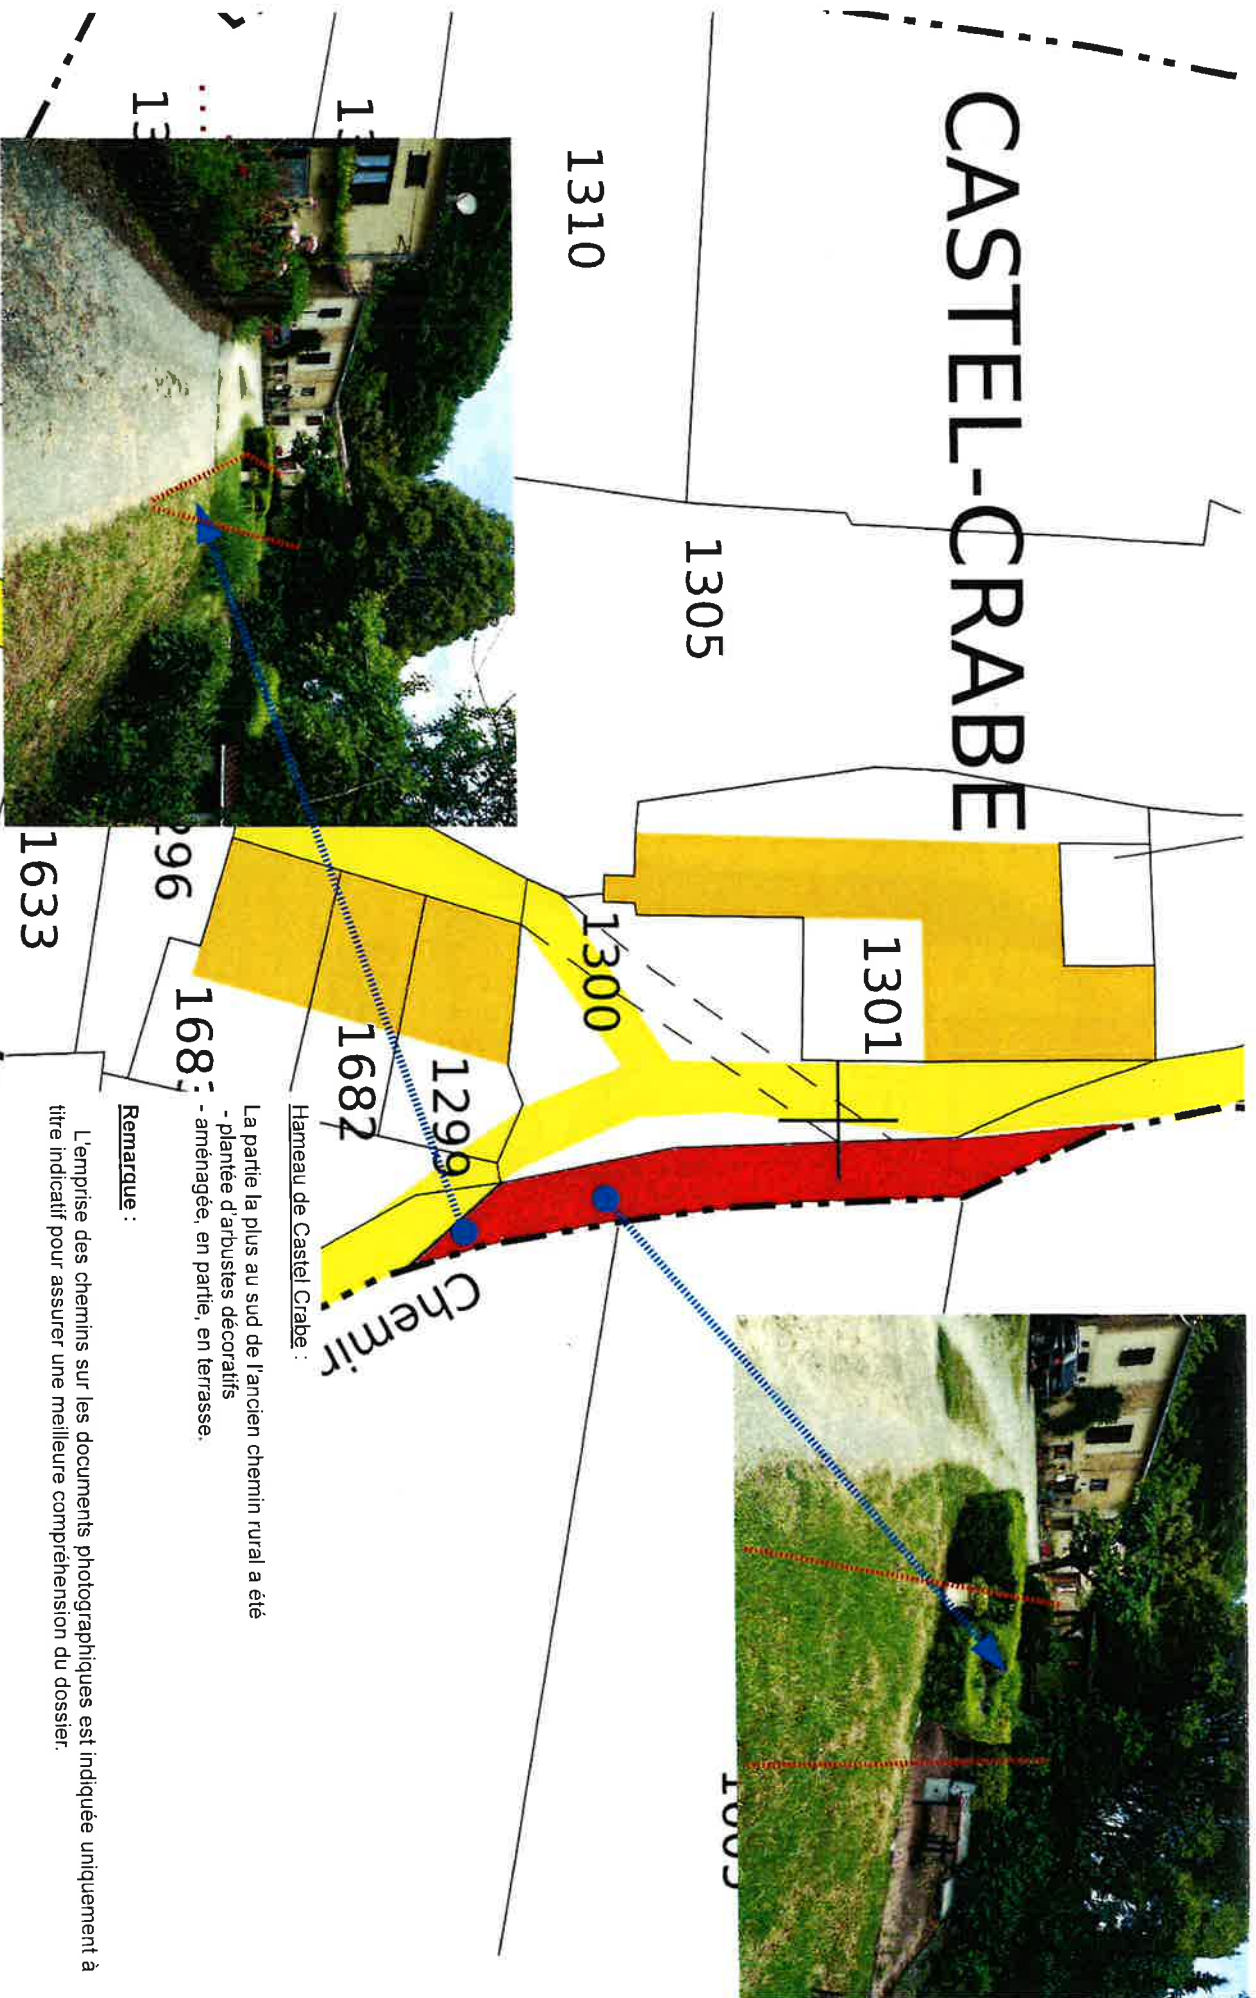 CASTEL-CRABE
1310
1305
1301
1300
1299
1682
1633
Chemin
Hameau de Castel Crabe :
La partie la plus au sud de l'ancien chemin rural a été
- plantée d'arbustes décoratifs
- aménagée, en partie, en terrasse.
Remarque :
L'emprise des chemins sur les documents photographiques est indiquée uniquement à
titre indicatif pour assurer une meilleure compréhension du dossier.